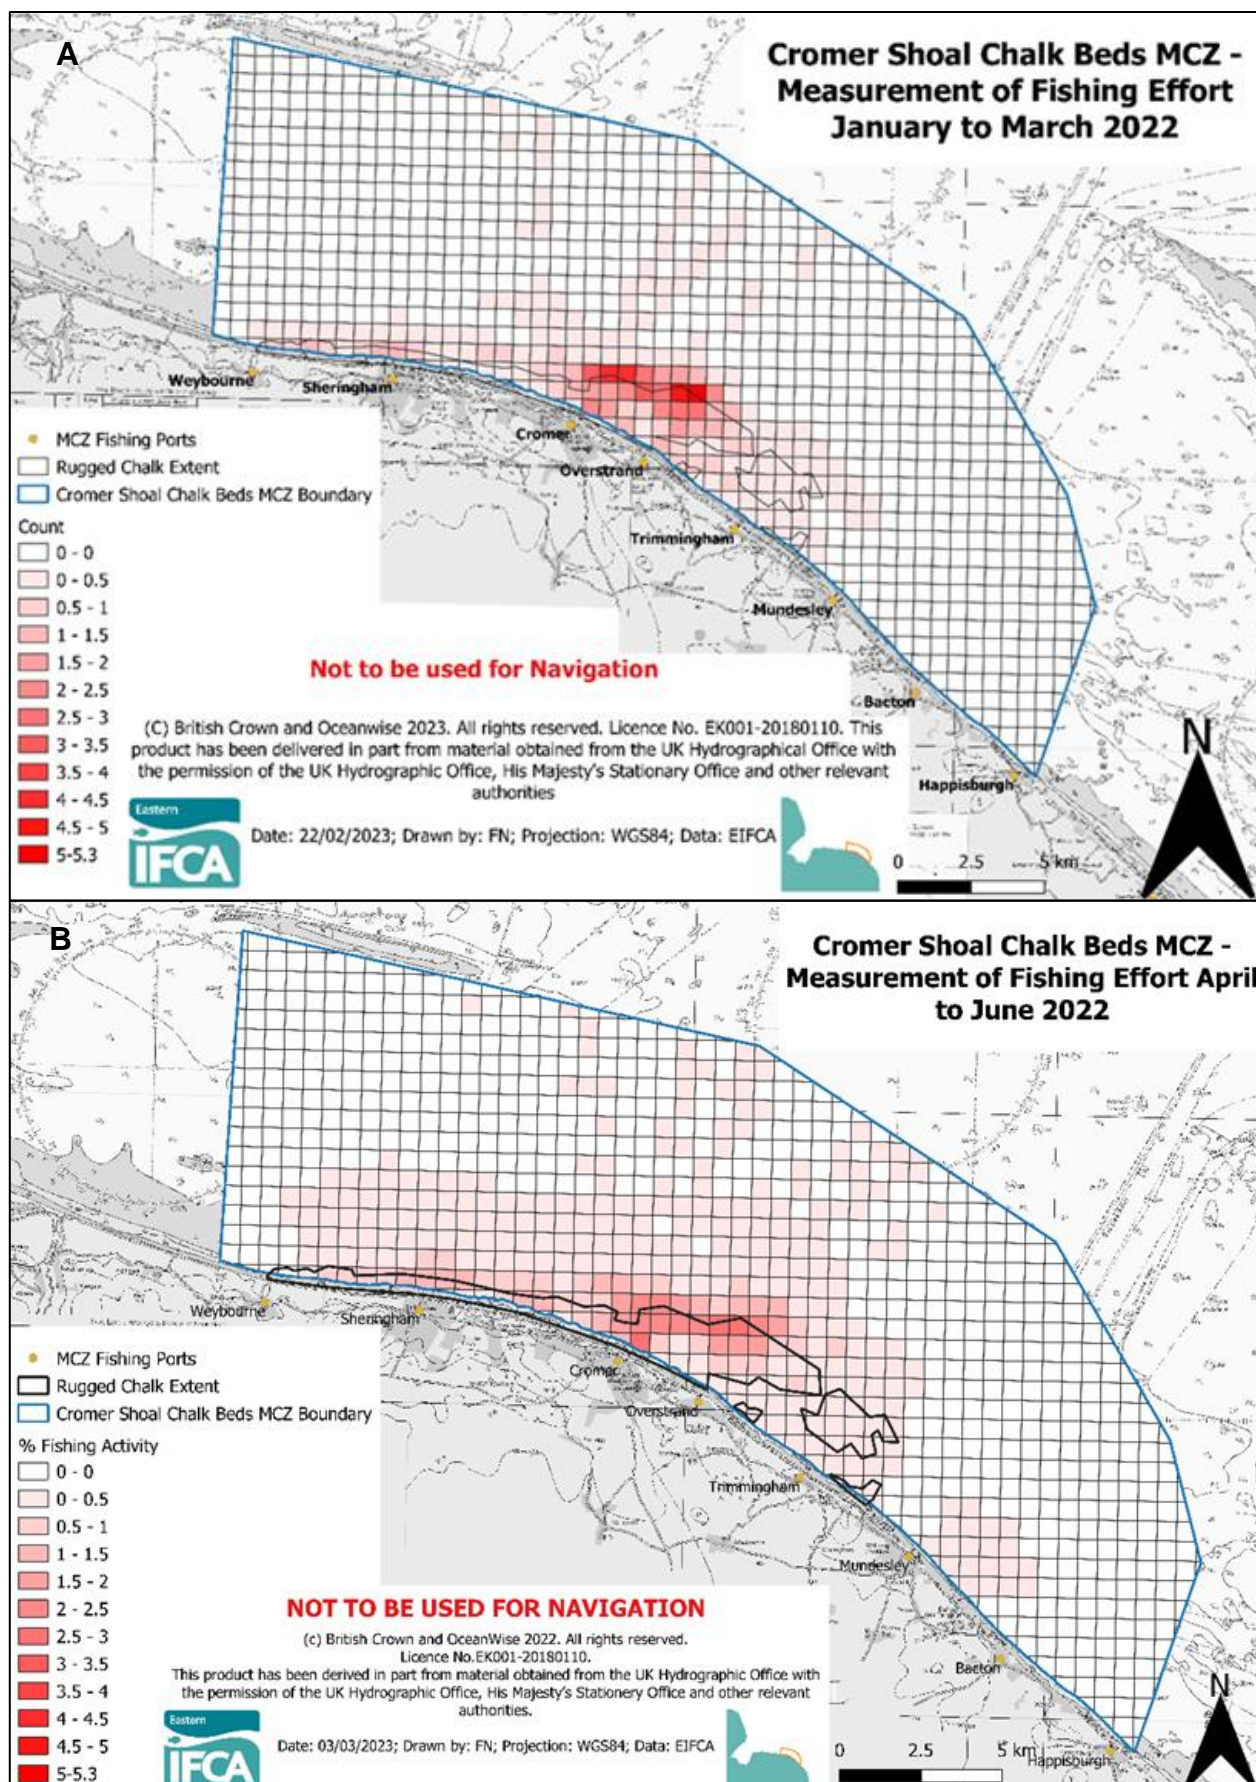 A
Cromer Shoal Chalk Beds MCZ -
Measurement of Fishing Effort
January to March 2022
Weybourne
Sheringham
Cromer
Overstrand
Trimmingham
Mundesley
Bacton
Happisburgh
MCZ Fishing Ports
Rugged Chalk Extent
Cromer Shoal Chalk Beds MCZ Boundary
Count
0 - 0
0 - 0.5
0.5 - 1
1 - 1.5
1.5 - 2
2 - 2.5
2.5 - 3
3 - 3.5
3.5 - 4
4 - 4.5
4.5 - 5
5-5.3
Not to be used for Navigation
(C) British Crown and Oceanwise 2023. All rights reserved. Licence No. EK001-20180110. This
product has been delivered in part from material obtained from the UK Hydrographical Office with
the permission of the UK Hydrographic Office, His Majesty's Stationary Office and other relevant
authorities
Eastern
IFCA
Date: 22/02/2023; Drawn by: FN; Projection: WGS84; Data: EIFCA
0 2.5 5 km
N
B
Cromer Shoal Chalk Beds MCZ -
Measurement of Fishing Effort April
to June 2022
Weybourne
Sheringham
Cromer
Overstrand
Trimmingham
Mundesley
Bacton
Happisburgh
MCZ Fishing Ports
Rugged Chalk Extent
Cromer Shoal Chalk Beds MCZ Boundary
% Fishing Activity
0 - 0
0 - 0.5
0.5 - 1
1 - 1.5
1.5 - 2
2 - 2.5
2.5 - 3
3 - 3.5
3.5 - 4
4 - 4.5
4.5 - 5
5-5.3
NOT TO BE USED FOR NAVIGATION
(c) British Crown and OceanWise 2022. All rights reserved.
Licence No.EK001-20180110.
This product has been derived in part from material obtained from the UK Hydrographic Office with
the permission of the UK Hydrographic Office, His Majesty's Stationery Office and other relevant
authorities.
Eastern
IFCA
Date: 03/03/2023; Drawn by: FN; Projection: WGS84; Data: EIFCA
0 2.5 5 km
N